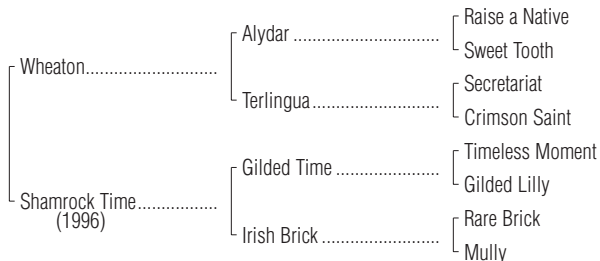 Raise a Native
Alydar ......................................
Sweet Tooth
Wheaton..................................
Secretariat
Terlingua.................................
Crimson Saint
Timeless Moment
Gilded Time ...........................
Gilded Lilly
Shamrock Time....................
(1996)
Rare Brick
Irish Brick ...............................
Mully